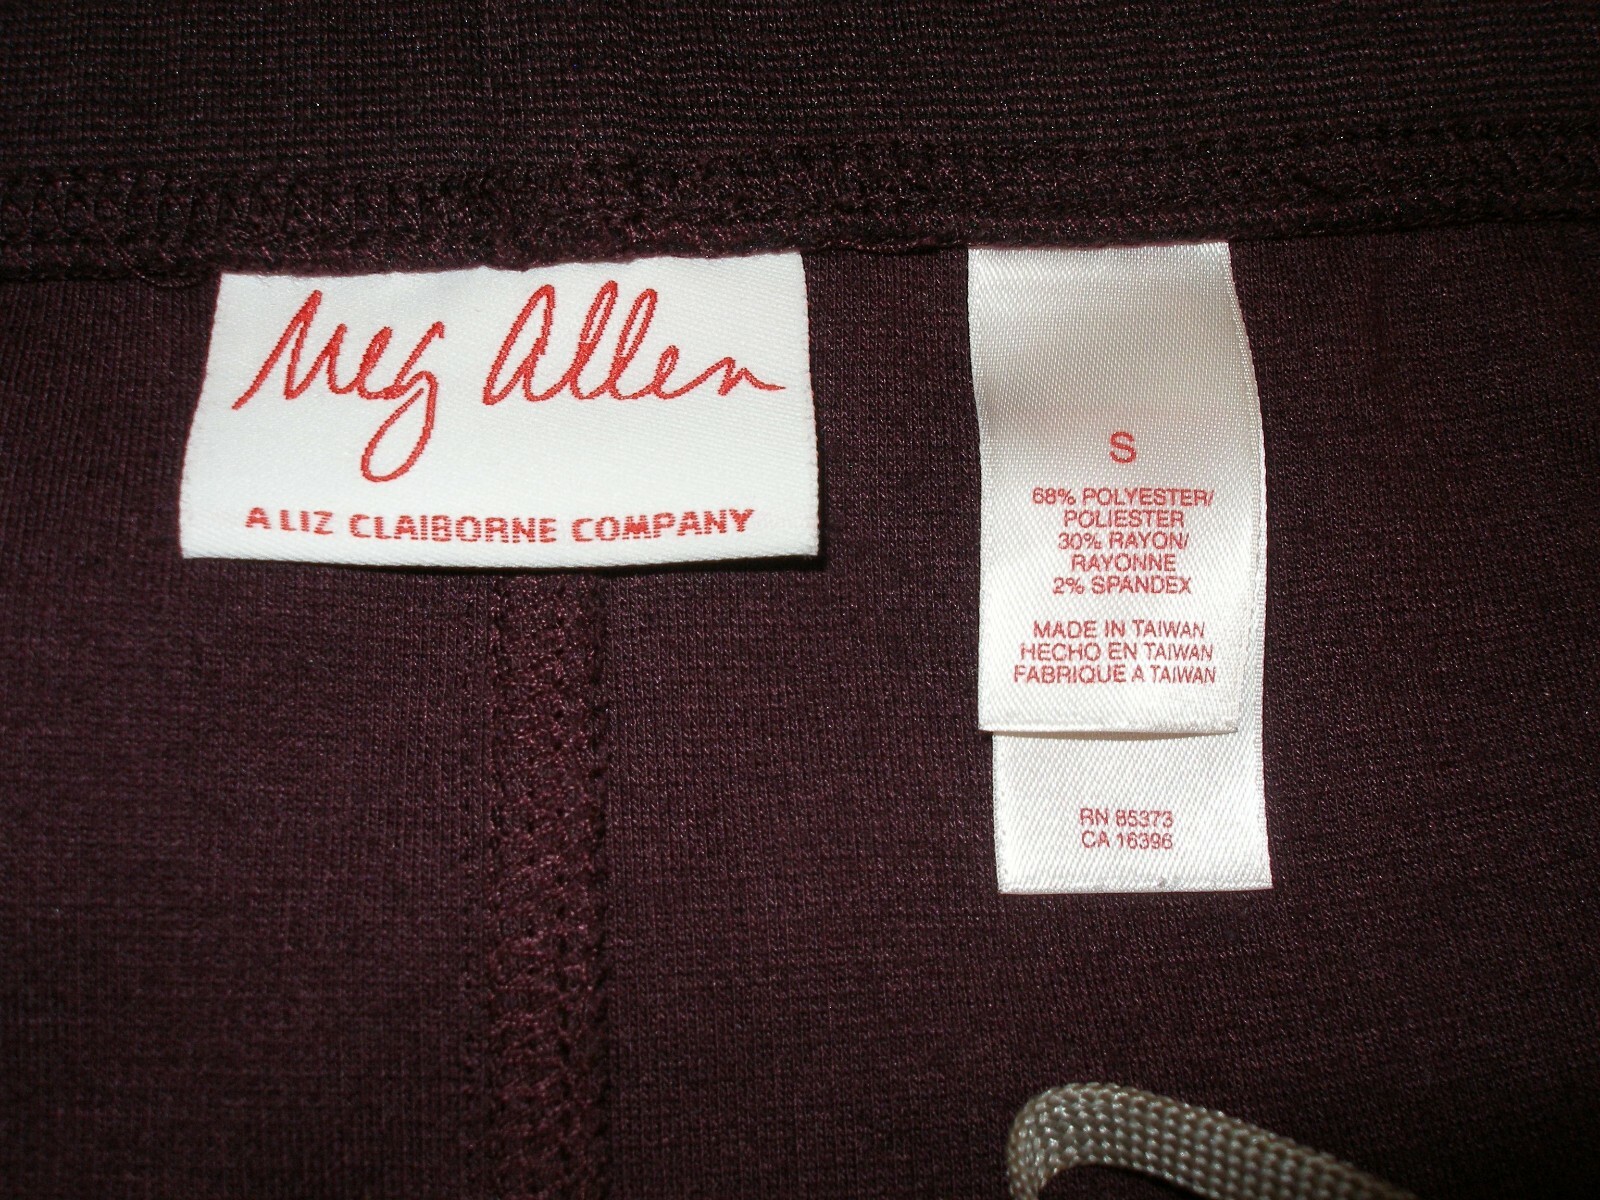 Meg Allen
A LIZ CLAIBORNE COMPANY
S
68% POLYESTER/
POLIESTER
30% RAYON/
RAYONNE
2% SPANDEX
MADE IN TAIWAN
HECHO EN TAIWAN
FABRIQUE A TAIWAN
RN 85373
CA 16396